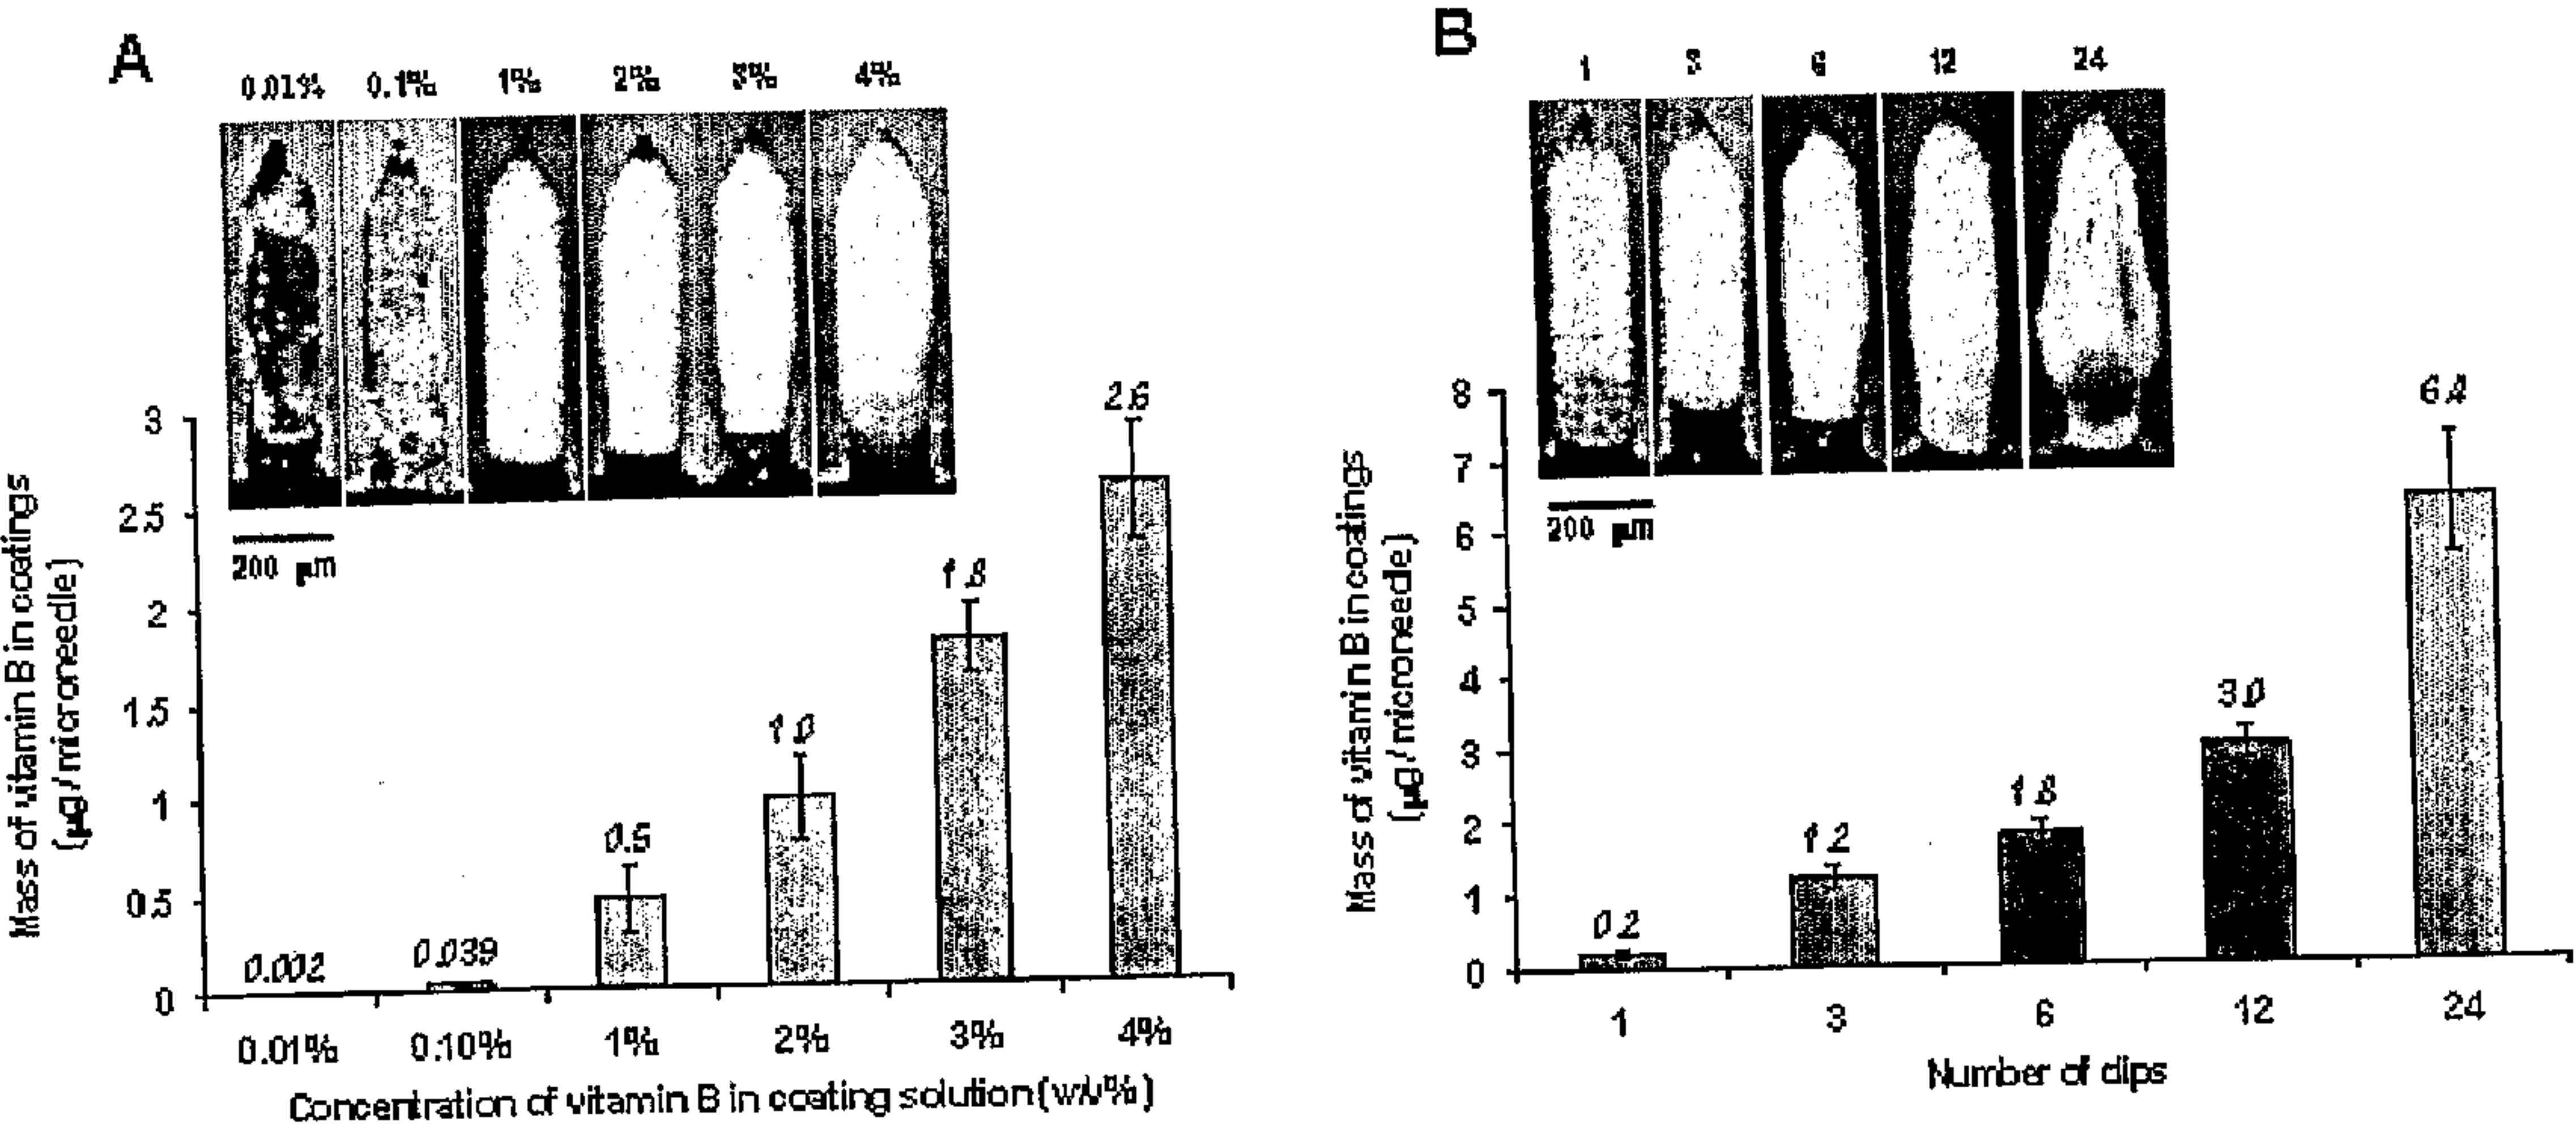 A
0.01% 0.1% 1% 2% 3% 4%
200 µm
3
2.5
2
1.5
1
0.5
0
Mass of vitamin B in coatings
(µg/microneedle)
0.002 0.039 0.5 1.0 1.8 2.6
0.01% 0.10% 1% 2% 3% 4%
Concentration of vitamin B in coating solution (wt/v%)
B
1 3 6 12 24
200 µm
8
7
6
5
4
3
2
1
0
Mass of vitamin B in coatings
(µg/microneedle)
0.2 1.2 1.8 3.0 6.4
1 3 6 12 24
Number of dips